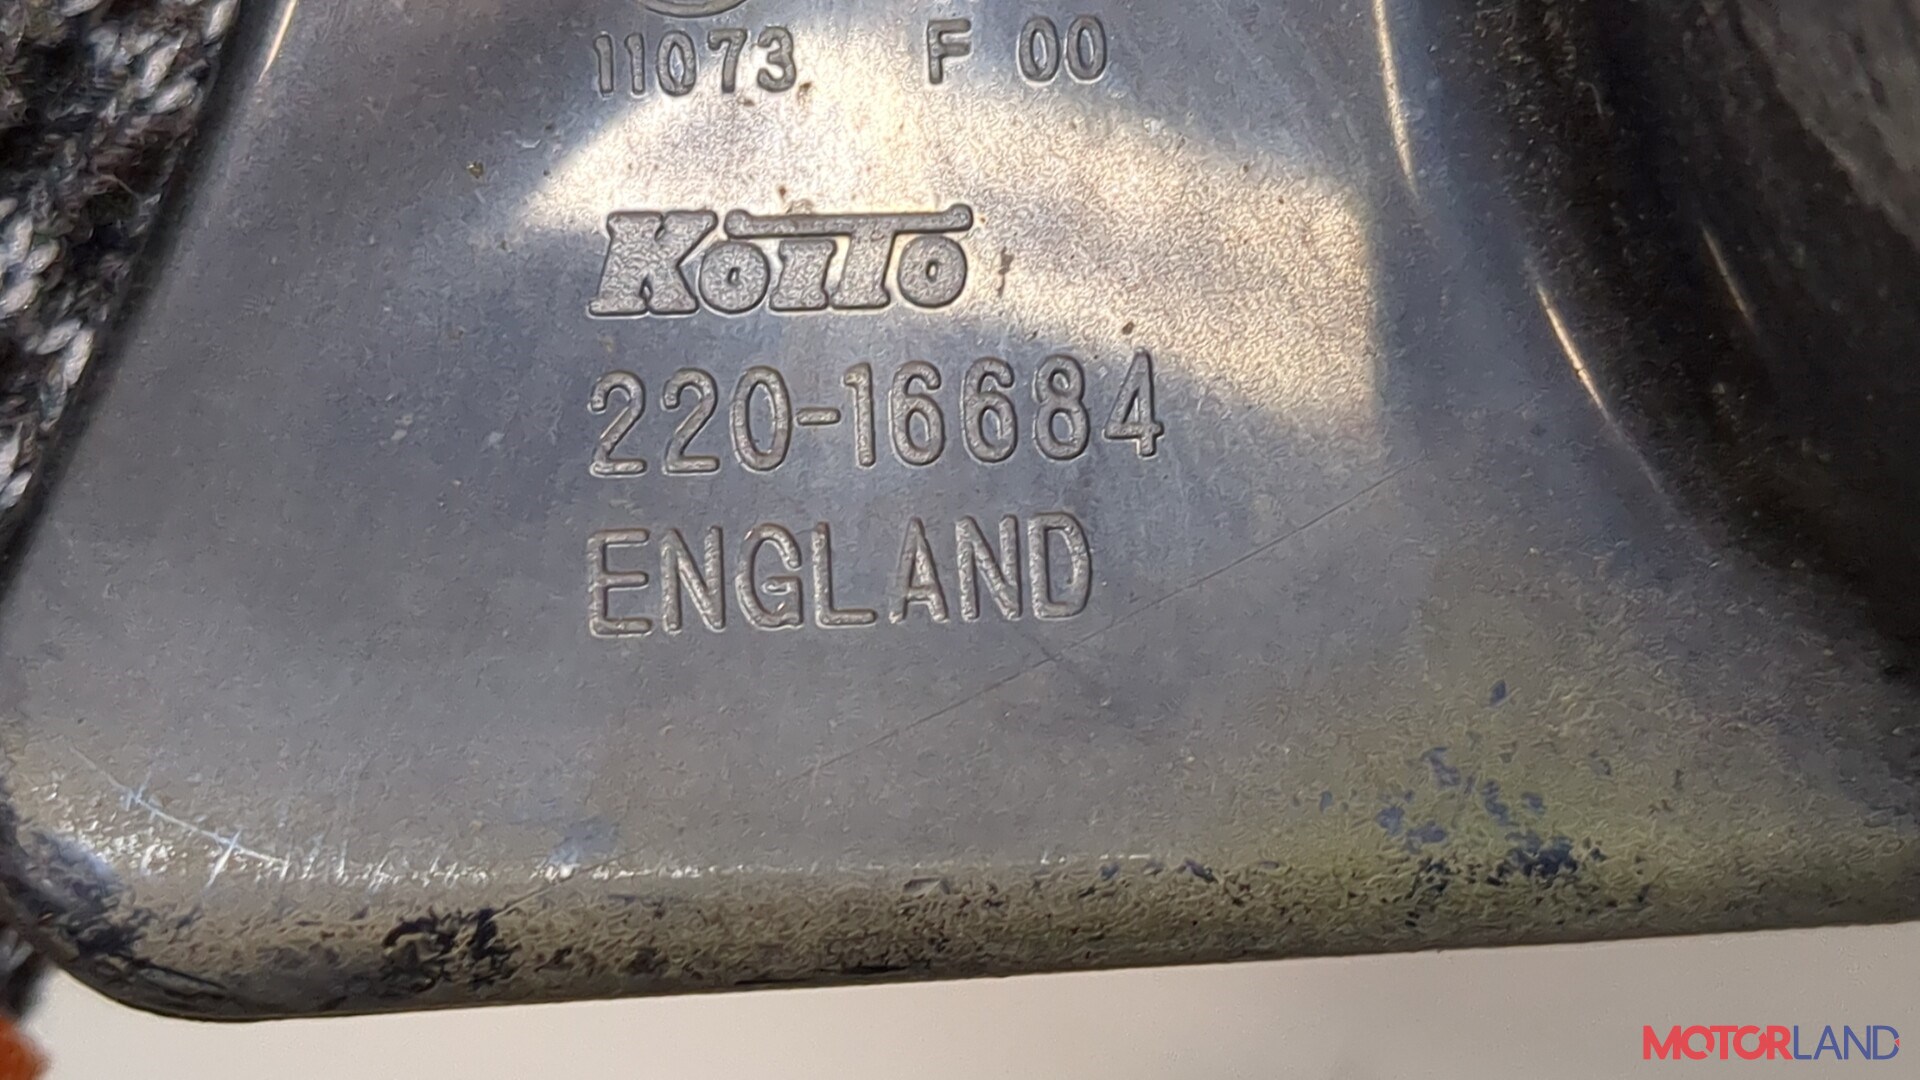 11073 F 00
KOITO
220-16684
ENGLAND
MOTORLAND